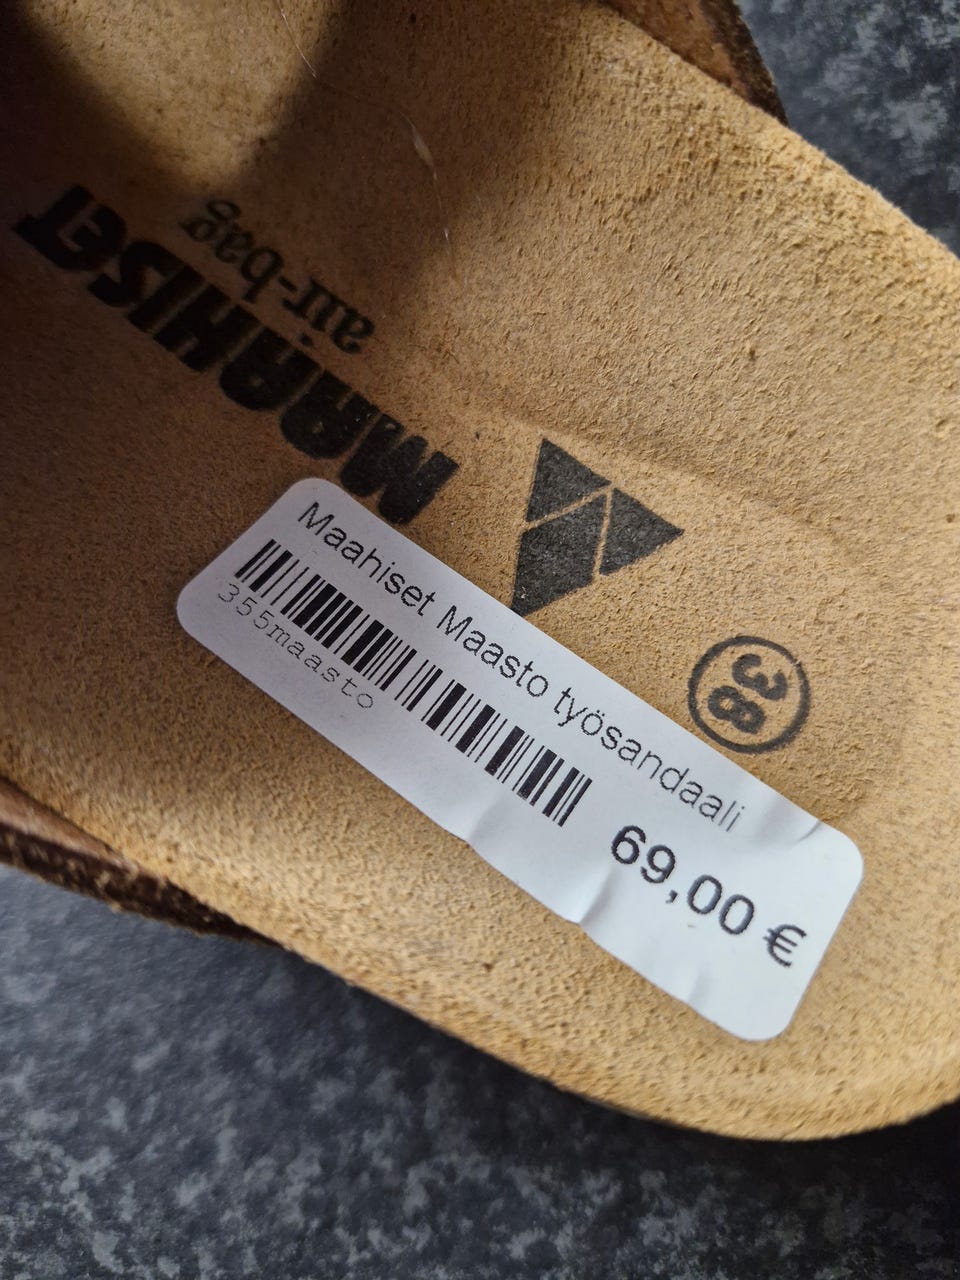 MAAHISET
air-bag
38
Maahiset Maasto työsandaali
355maasto
69,00 €